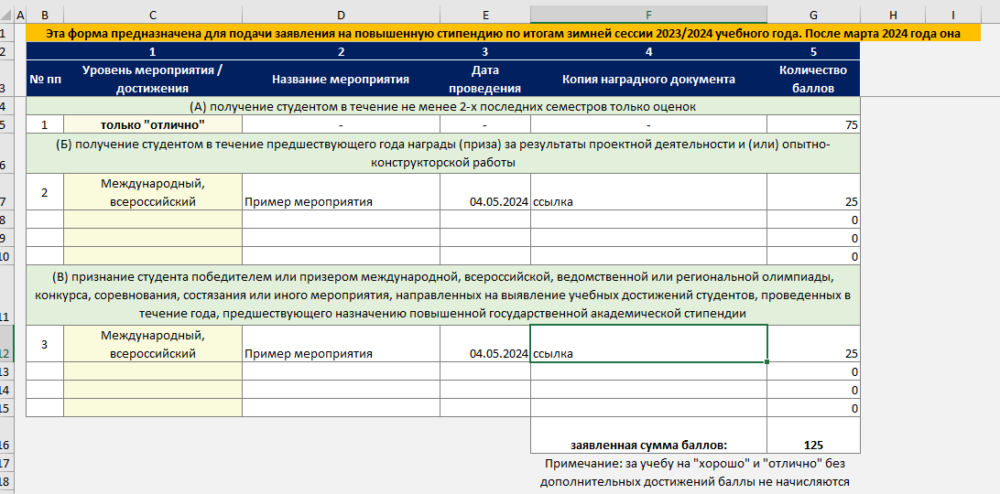 A B C D E F G H I
1 Эта форма предназначена для подачи заявления на повышенную стипендию по итогам зимней сессии 2023/2024 учебного года. После марта 2024 года она
2 1 2 3 4 5
3 № пп Уровень мероприятия / достижения Название мероприятия Дата проведения Копия наградного документа Количество баллов
4 (А) получение студентом в течение не менее 2-х последних семестров только оценок
5 1 только "отлично" - - - 75
6 (Б) получение студентом в течение предшествующего года награды (приза) за результаты проектной деятельности и (или) опытно-
конструкторской работы
7 2 Международный, всероссийский Пример мероприятия 04.05.2024 ссылка 25
8 0
9 0
10 0
(В) признание студента победителем или призером международной, всероссийской, ведомственной или региональной олимпиады,
конкурса, соревнования, состязания или иного мероприятия, направленных на выявление учебных достижений студентов, проведенных в
11 течение года, предшествующего назначению повышенной государственной академической стипендии
12 3 Международный, всероссийский Пример мероприятия 04.05.2024 ссылка 25
13 0
14 0
15 0
16 заявленная сумма баллов: 125
17 Примечание: за учебу на "хорошо" и "отлично" без
18 дополнительных достижений баллы не начисляются